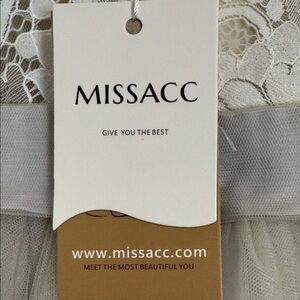 MISSACC
GIVE YOU THE BEST
www.missacc.com
MEET THE MOST BEAUTIFUL YOU